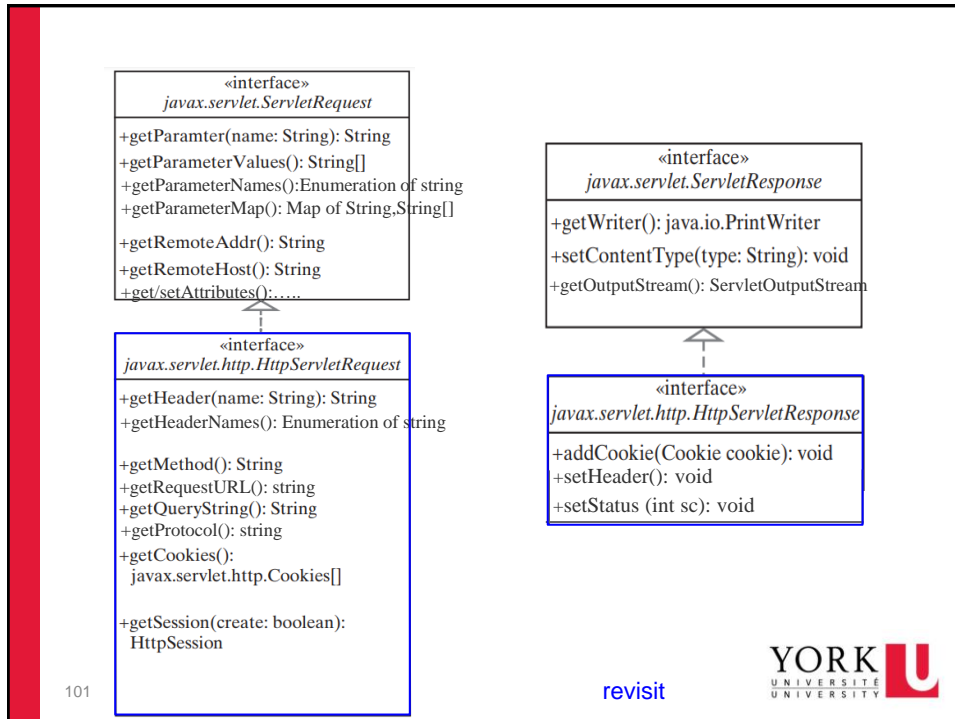 «interface»
javax.servlet.ServletRequest
+getParamter(name: String): String
+getParameterValues(): String[]
+getParameterNames():Enumeration of string
+getParameterMap(): Map of String,String[]
+getRemoteAddr(): String
+getRemoteHost(): String
+get/setAttributes():.....
«interface»
javax.servlet.http.HttpServletRequest
+getHeader(name: String): String
+getHeaderNames(): Enumeration of string
+getMethod(): String
+getRequestURL(): string
+getQueryString(): String
+getProtocol(): string
+getCookies():
javax.servlet.http.Cookies[]
+getSession(create: boolean):
HttpSession
«interface»
javax.servlet.ServletResponse
+getWriter(): java.io.PrintWriter
+setContentType(type: String): void
+getOutputStream(): ServletOutputStream
«interface»
javax.servlet.http.HttpServletResponse
+addCookie(Cookie cookie): void
+setHeader(): void
+setStatus (int sc): void
101
revisit
YORK U
UNIVERSITÉ
UNIVERSITY